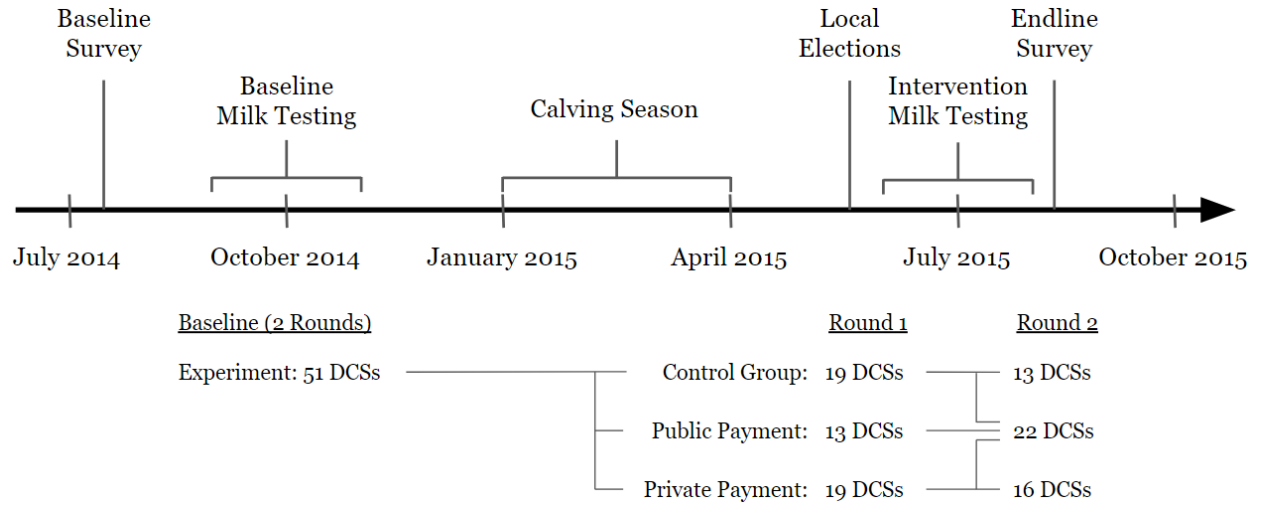 Baseline
Survey
Baseline
Milk Testing
Calving Season
Local
Elections
Intervention
Milk Testing
Endline
Survey
July 2014 October 2014 January 2015 April 2015 July 2015 October 2015
Baseline (2 Rounds) Round 1 Round 2
Experiment: 51 DCSs Control Group: 19 DCSs 13 DCSs
Public Payment: 13 DCSs 22 DCSs
Private Payment: 19 DCSs 16 DCSs